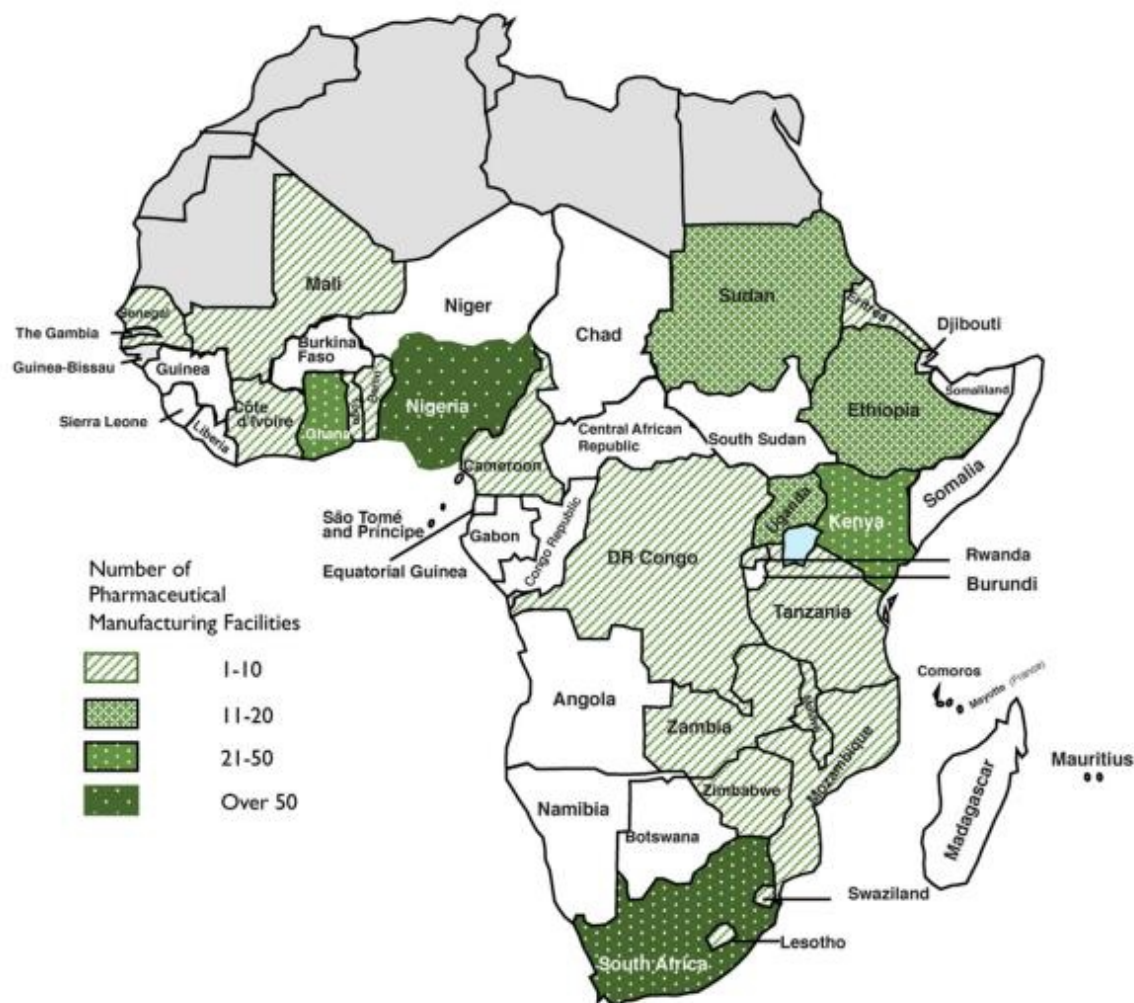 Mali
Niger
Chad
Sudan
Eritrea
Djibouti
Senegal
The Gambia
Guinea-Bissau
Burkina
Faso
Guinea
Sierra Leone
Liberia
Côte
d'Ivoire
Ghana
Togo
Benin
Nigeria
Cameroon
Central African
Republic
South Sudan
Ethiopia
Somaliland
Somalia
São Tomé
and Príncipe
Equatorial Guinea
Gabon
Congo Republic
DR Congo
Uganda
Kenya
Rwanda
Burundi
Tanzania
Number of
Pharmaceutical
Manufacturing Facilities
1-10
11-20
21-50
Over 50
Angola
Zambia
Malawi
Mozambique
Comoros
Mayotte (France)
Mauritius
Madagascar
Zimbabwe
Namibia
Botswana
Swaziland
Lesotho
South Africa